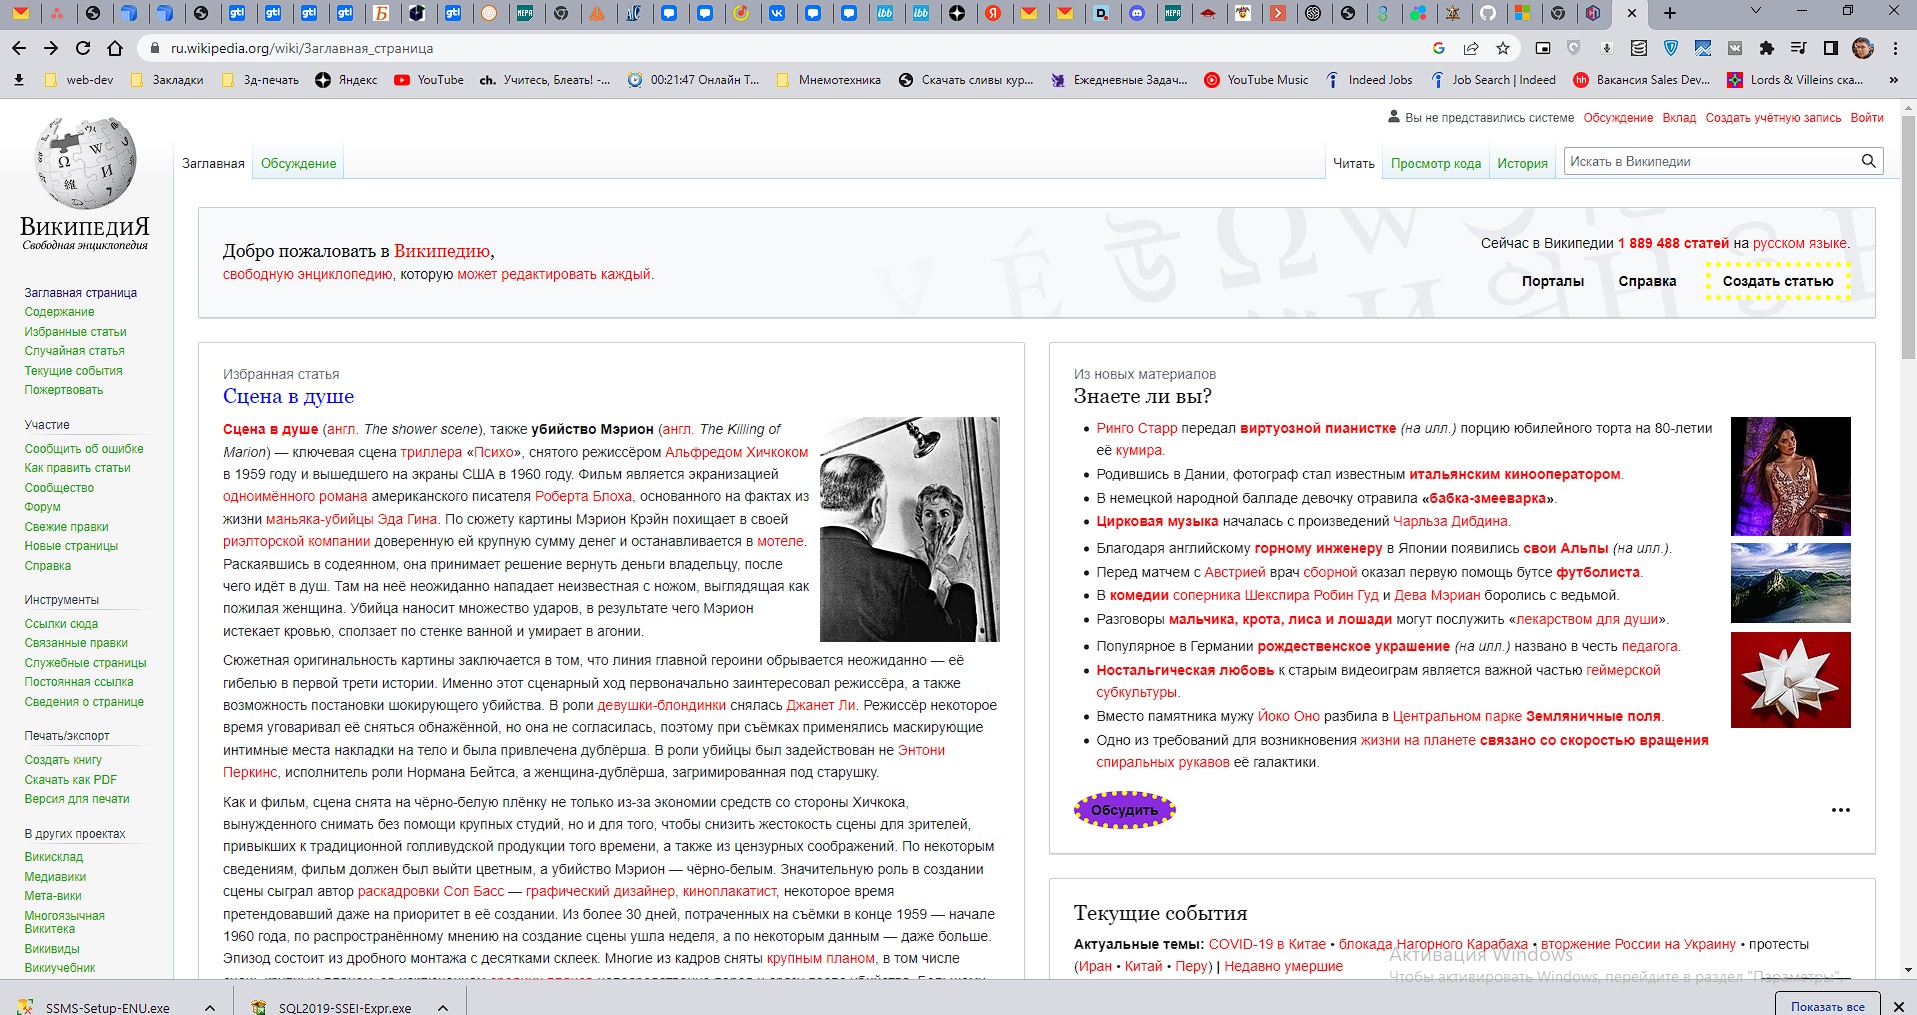 ru.wikipedia.org/wiki/Заглавная_страница
web-dev
Закладки
3д-печать
Яндекс
YouTube
Учитесь, Блеать! -...
00:21:47 Онлайн Т...
Мнемотехника
Скачать сливы кур...
Ежедневные Задач...
YouTube Music
Indeed Jobs
Job Search | Indeed
Вакансия Sales Dev...
Lords & Villeins ска...
Вы не представились системе Обсуждение Вклад Создать учётную запись Войти
Заглавная Обсуждение
Читать Просмотр кода История Искать в Википедии
ВикипедиЯ
Свободная энциклопедия
Заглавная страница
Содержание
Избранные статьи
Случайная статья
Текущие события
Пожертвовать
Участие
Сообщить об ошибке
Как править статьи
Сообщество
Форум
Свежие правки
Новые страницы
Справка
Инструменты
Ссылки сюда
Связанные правки
Служебные страницы
Постоянная ссылка
Сведения о странице
Печать/экспорт
Создать книгу
Скачать как PDF
Версия для печати
В других проектах
Викисклад
Медиавики
Мета-вики
Многоязычная
Викитека
Викивиды
Викиучебник
Добро пожаловать в Википедию,
свободную энциклопедию, которую может редактировать каждый.
Сейчас в Википедии 1 889 488 статей на русском языке.
Порталы Справка Создать статью
Избранная статья
Сцена в душе
Сцена в душе (англ. The shower scene), также убийство Мэрион (англ. The Killing of
Marion) — ключевая сцена триллера «Психо», снятого режиссёром Альфредом Хичкоком
в 1959 году и вышедшего на экраны США в 1960 году. Фильм является экранизацией
одноимённого романа американского писателя Роберта Блоха, основанного на фактах из
жизни маньяка-убийцы Эда Гина. По сюжету картины Мэрион Крэйн похищает в своей
риэлторской компании доверенную ей крупную сумму денег и останавливается в мотеле.
Раскаявшись в содеянном, она принимает решение вернуть деньги владельцу, после
чего идёт в душ. Там на неё неожиданно нападает неизвестная с ножом, выглядящая как
пожилая женщина. Убийца наносит множество ударов, в результате чего Мэрион
истекает кровью, сползает по стенке ванной и умирает в агонии.
Сюжетная оригинальность картины заключается в том, что линия главной героини обрывается неожиданно — её
гибелью в первой трети истории. Именно этот сценарный ход первоначально заинтересовал режиссёра, а также
возможность постановки шокирующего убийства. В роли девушки-блондинки снялась Джанет Ли. Режиссёр некоторое
время уговаривал её сняться обнажённой, но она не согласилась, поэтому при съёмках применялись маскирующие
интимные места накладки на тело и была привлечена дублёрша. В роли убийцы был задействован не Энтони
Перкинс, исполнитель роли Нормана Бейтса, а женщина-дублёрша, загримированная под старушку.
Как и фильм, сцена снята на чёрно-белую плёнку не только из-за экономии средств со стороны Хичкока,
вынужденного снимать без помощи крупных студий, но и для того, чтобы снизить жестокость сцены для зрителей,
привыкших к традиционной голливудской продукции того времени, а также из цензурных соображений. По некоторым
сведениям, фильм должен был выйти цветным, а убийство Мэрион — чёрно-белым. Значительную роль в создании
сцены сыграл автор раскадровки Сол Басс — графический дизайнер, киноплакатист, некоторое время
претендовавший даже на приоритет в её создании. Из более 30 дней, потраченных на съёмки в конце 1959 — начале
1960 года, по распространённому мнению на создание сцены ушла неделя, а по некоторым данным — даже больше.
Эпизод состоит из дробного монтажа с десятками склеек. Многие из кадров сняты крупным планом, в том числе
Из новых материалов
Знаете ли вы?
Ринго Старр передал виртуозной пианистке (на илл.) порцию юбилейного торта на 80-летии
её кумира.
Родившись в Дании, фотограф стал известным итальянским кинооператором.
В немецкой народной балладе девочку отравила «бабка-змееварка».
Цирковая музыка началась с произведений Чарльза Дибдина.
Благодаря английскому горному инженеру в Японии появились свои Альпы (на илл.).
Перед матчем с Австрией врач сборной оказал первую помощь бутсе футболиста.
В комедии соперника Шекспира Робин Гуд и Дева Мэриан боролись с ведьмой.
Разговоры мальчика, крота, лиса и лошади могут послужить «лекарством для души».
Популярное в Германии рождественское украшение (на илл.) названо в честь педагога.
Ностальгическая любовь к старым видеоиграм является важной частью геймерской
субкультуры.
Вместо памятника мужу Йоко Оно разбила в Центральном парке Земляничные поля.
Одно из требований для возникновения жизни на планете связано со скоростью вращения
спиральных рукавов её галактики.
Обсудить
Текущие события
Актуальные темы: COVID-19 в Китае • блокада Нагорного Карабаха • вторжение России на Украину • протесты
(Иран • Китай • Перу) | Недавно умершие
Активация Windows
Чтобы активировать Windows, перейдите в раздел "Параметры".
SSMS-Setup-ENU.exe
SQL2019-SSEI-Expr.exe
Показать все